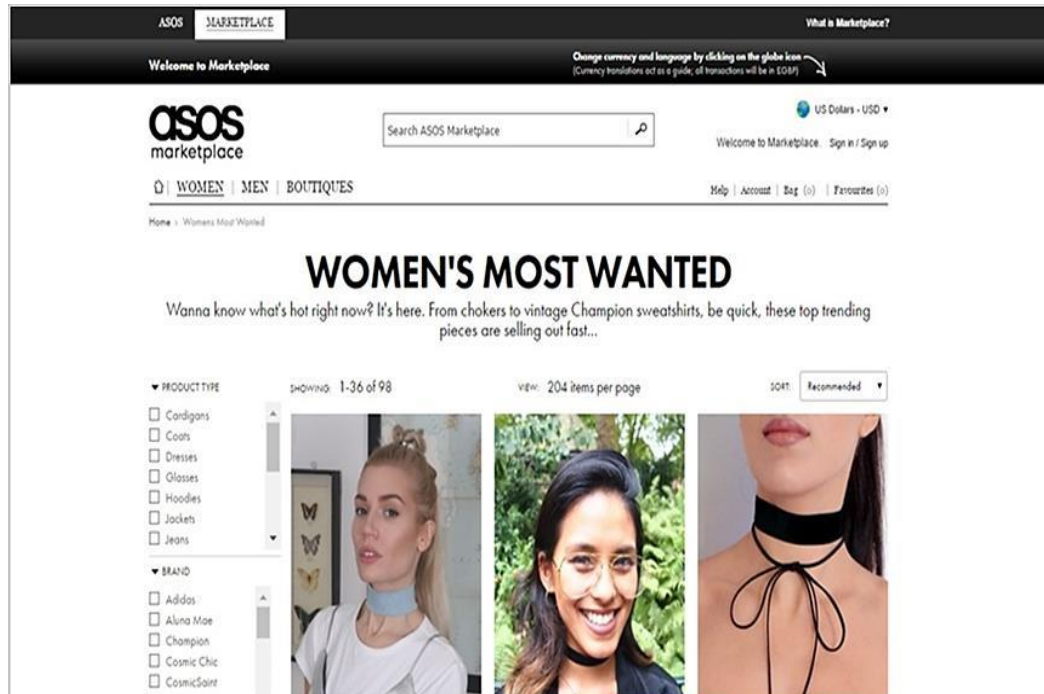 ASOS MARKETPLACE What is Marketplace?
Welcome to Marketplace
Change currency and language by clicking on the globe icon
(Currency translations act as a guide; all transactions will be in £GBP)
asos
marketplace
Search ASOS Marketplace
US Dollars - USD
Welcome to Marketplace. Sign in / Sign up
WOMEN | MEN | BOUTIQUES
Help | Account | Bag (0) | Favourites (0)
Home › Womens Most Wanted
WOMEN'S MOST WANTED
Wanna know what's hot right now? It's here. From chokers to vintage Champion sweatshirts, be quick, these top trending
pieces are selling out fast...
PRODUCT TYPE
SHOWING: 1-36 of 98
VIEW: 204 items per page
SORT: Recommended
Cardigans
Coats
Dresses
Glasses
Hoodies
Jackets
Jeans
BRAND
Adidas
Aluna Mae
Champion
Cosmic Chic
CosmicSaint